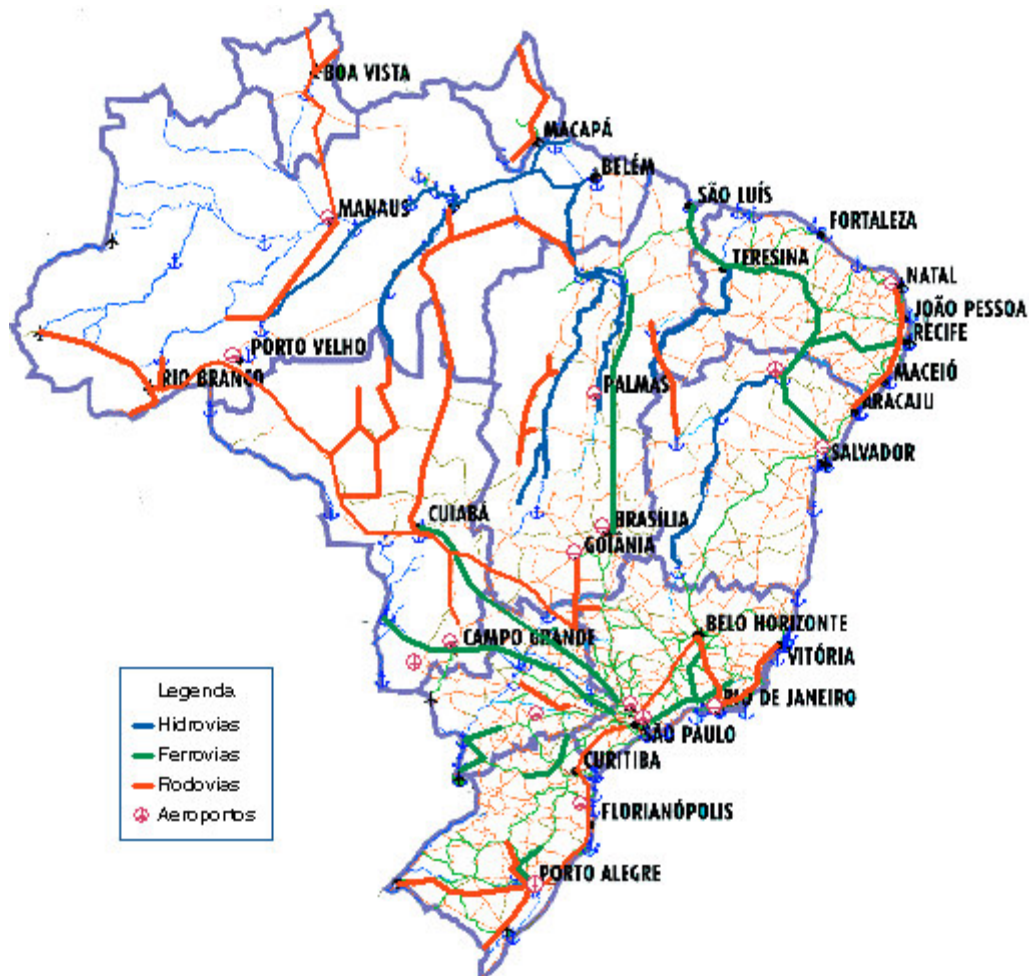 BOA VISTA
MACAPÁ
BELÉM
SÃO LUÍS
MANAUS
FORTALEZA
TERESINA
NATAL
JOÃO PESSOA
RECIFE
PORTO VELHO
RIO BRANCO
MACEIÓ
PALMAS
ARACAJU
SALVADOR
CUIABÁ
BRASÍLIA
GOIÂNIA
BELO HORIZONTE
CAMPO GRANDE
VITÓRIA
RIO DE JANEIRO
SÃO PAULO
CURITIBA
FLORIANÓPOLIS
PORTO ALEGRE
Legenda
Hidrovias
Ferrovias
Rodovias
Aeroportos